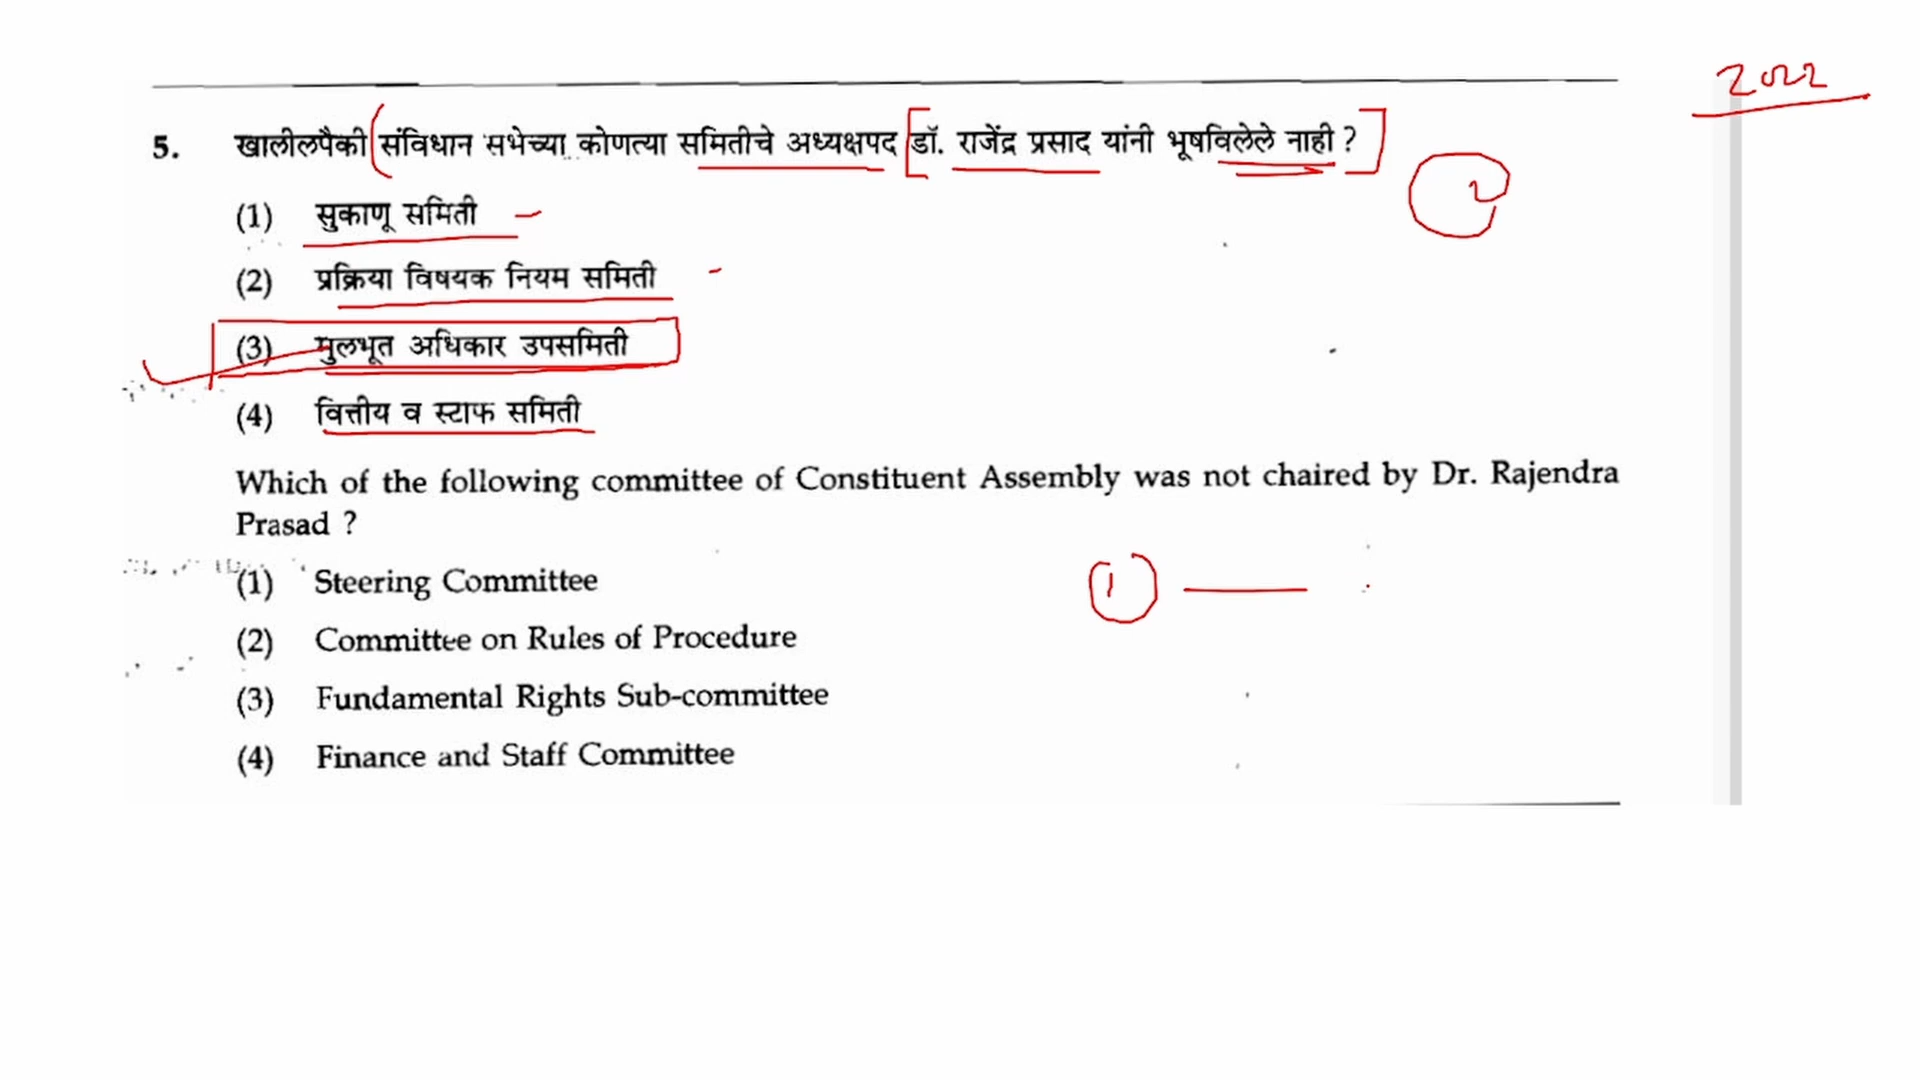 2022
5. खालीलपैकी संविधान सभेच्या कोणत्या समितीचे अध्यक्षपद डॉ. राजेंद्र प्रसाद यांनी भूषविलेले नाही ?
2
(1) सुकाणू समिती
(2) प्रक्रिया विषयक नियम समिती
(3) मुलभूत अधिकार उपसमिती
(4) वित्तीय व स्टाफ समिती
Which of the following committee of Constituent Assembly was not chaired by Dr. Rajendra
Prasad ?
(1) Steering Committee
1
(2) Committee on Rules of Procedure
(3) Fundamental Rights Sub-committee
(4) Finance and Staff Committee